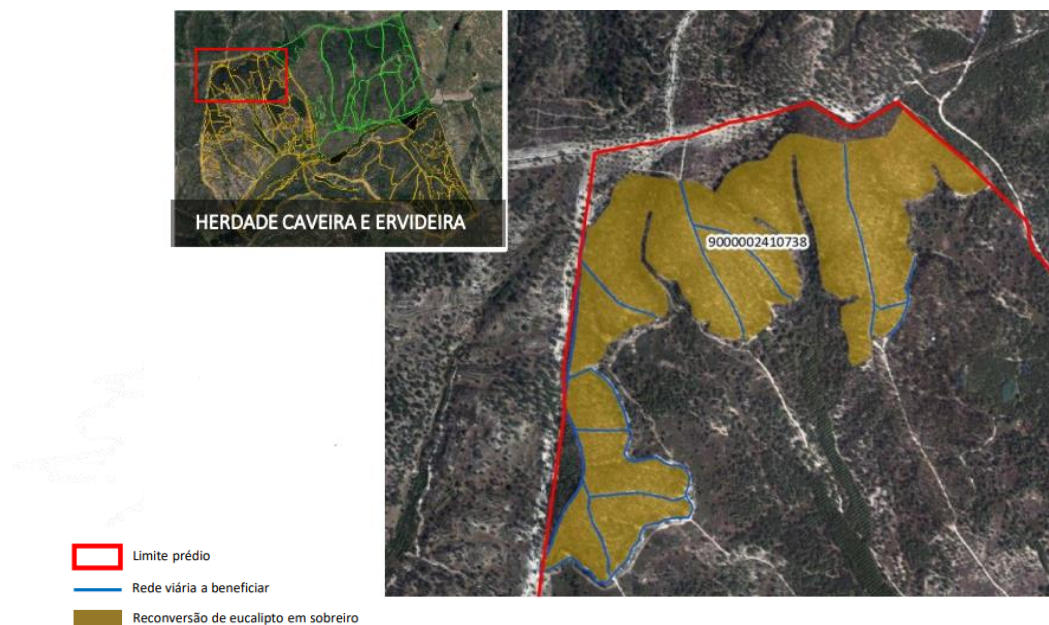 HERDADE CAVEIRA E ERVIDEIRA
9000002410738
Limite prédio
Rede viária a beneficiar
Reconversão de eucalipto em sobreiro